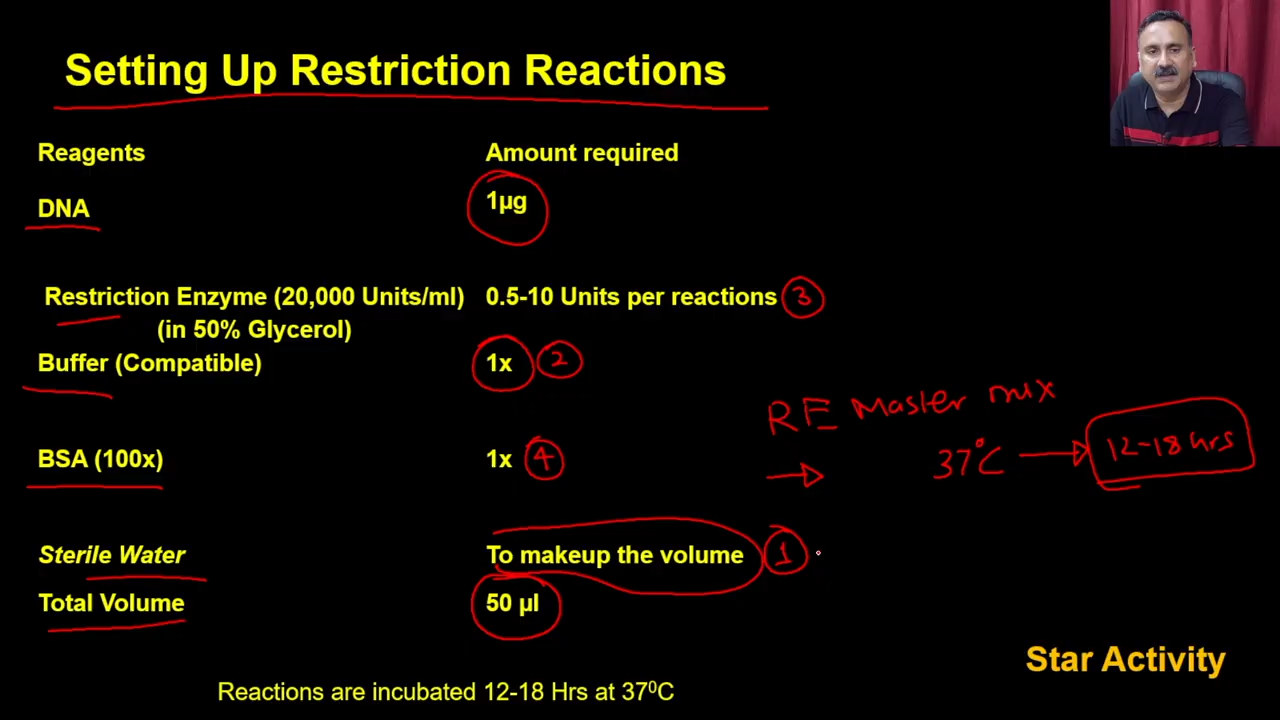 Setting Up Restriction Reactions
Reagents Amount required
DNA 1µg
Restriction Enzyme (20,000 Units/ml) 0.5-10 Units per reactions 3
(in 50% Glycerol)
Buffer (Compatible) 1x 2
RE Master mix
BSA (100x) 1x 4
37°C 12-18 hrs
Sterile Water To makeup the volume 1
Total Volume 50 µl
Star Activity
Reactions are incubated 12-18 Hrs at 37⁰C